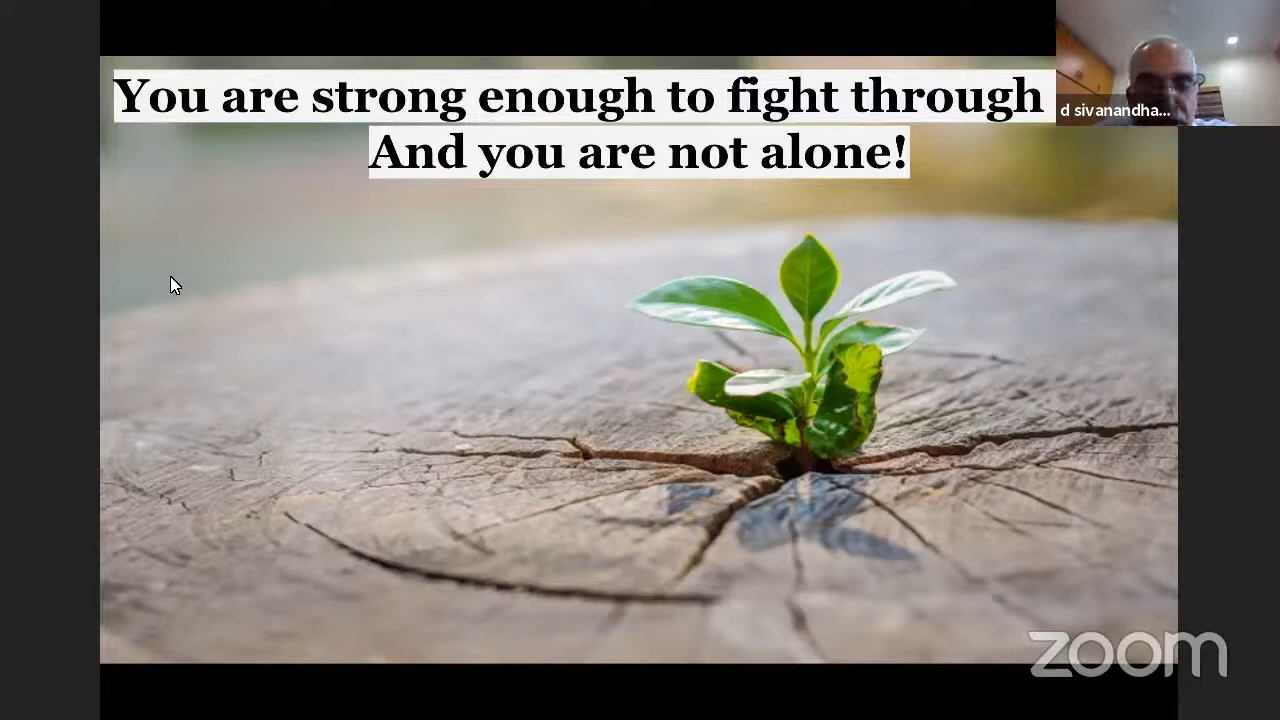 You are strong enough to fight through
And you are not alone!
d sivanandha...
zoom